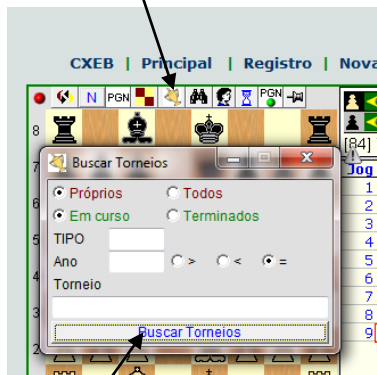 CXEB | Principal | Registro | Nova
N PGN PGN
8
[84]
7 Buscar Torneios X
Jog
Próprios Todos 1
6 2
Em curso Terminados 3
5 TIPO 4
Ano > < = 5
4 6
Torneio 7
3 8
9
Buscar Torneios
2